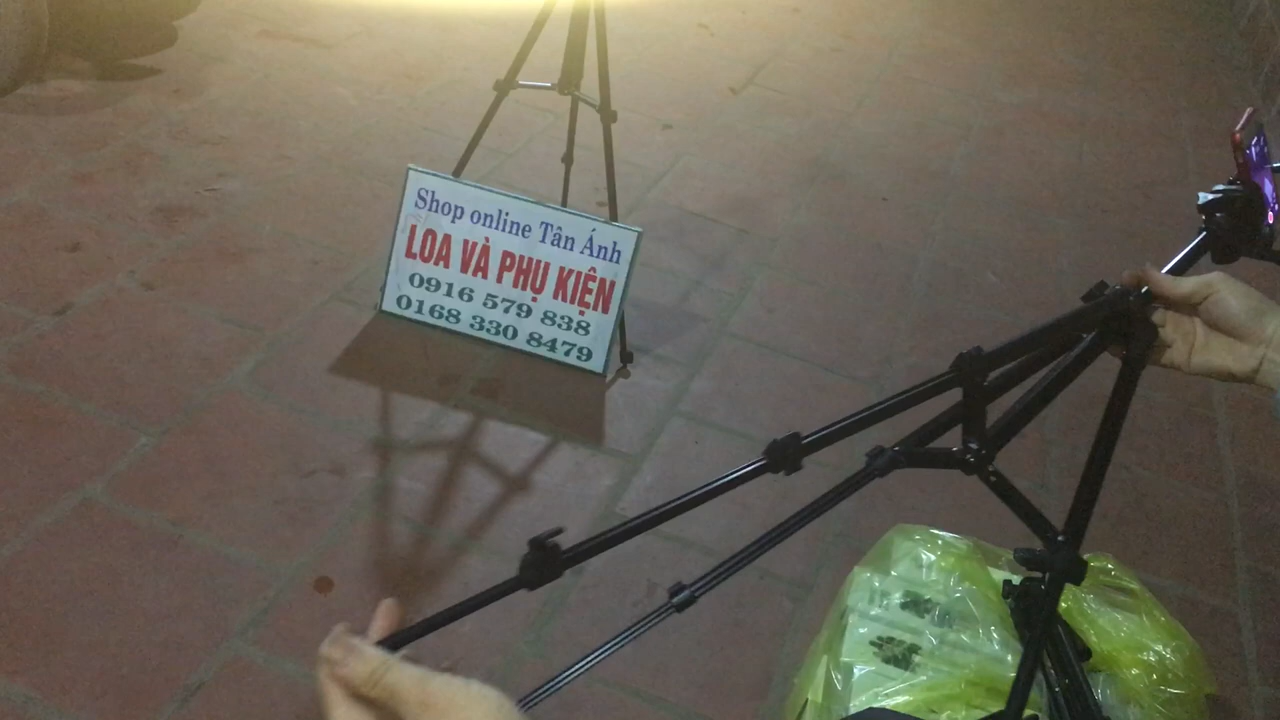 Shop online Tân Ánh
LOA VÀ PHỤ KIỆN
0916 579 838
0168 330 8479